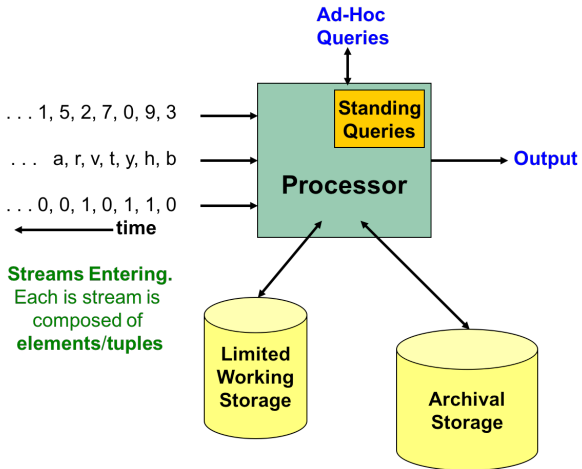 Ad-Hoc
Queries
. . . 1, 5, 2, 7, 0, 9, 3
Standing
Queries
. . . a, r, v, t, y, h, b
Output
Processor
. . . 0, 0, 1, 0, 1, 1, 0
time
Streams Entering.
Each is stream is
composed of
elements/tuples
Limited
Working
Storage
Archival
Storage